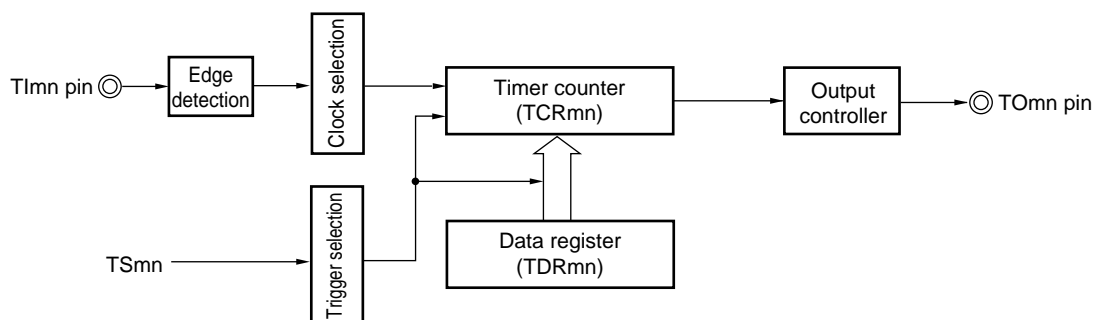 TImn pin
Edge
detection
Clock selection
Timer counter
(TCRmn)
Output
controller
TOmn pin
TSmn
Trigger selection
Data register
(TDRmn)